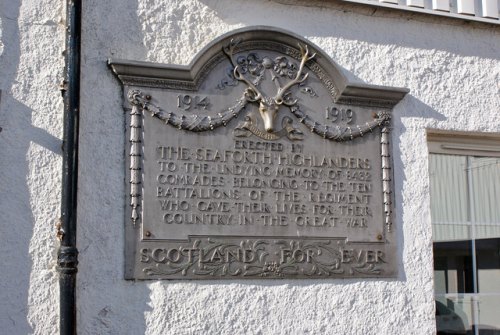 1914 1919
ERECTED BY
THE SEAFORTH HIGHLANDERS
TO THE UNDYING MEMORY OF 8432
COMRADES BELONGING TO THE TEN
BATTALIONS OF THE REGIMENT
WHO GAVE THEIR LIVES FOR THEIR
COUNTRY IN THE GREAT WAR
SCOTLAND FOR EVER